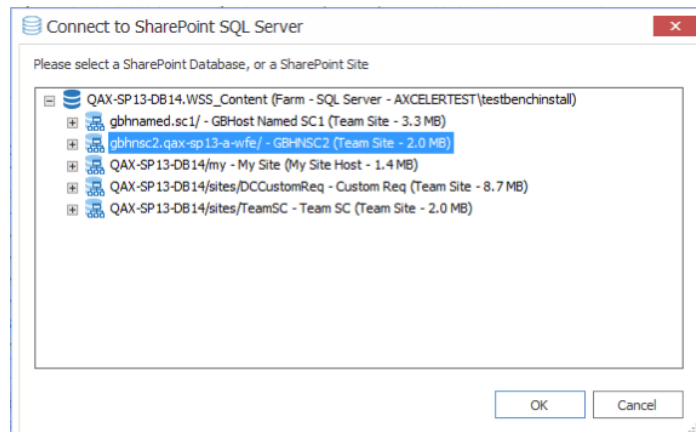 Connect to SharePoint SQL Server
Please select a SharePoint Database, or a SharePoint Site
QAX-SP13-DB14.WSS_Content (Farm - SQL Server - AXCELERTEST\testbenchinstall)
gbhnamed.sc1/ - GBHost Named SC1 (Team Site - 3.3 MB)
gbhnsc2.qax-sp13-a-wfe/ - GBHNSC2 (Team Site - 2.0 MB)
QAX-SP13-DB14/my - My Site (My Site Host - 1.4 MB)
QAX-SP13-DB14/sites/DCCustomReq - Custom Req (Team Site - 8.7 MB)
QAX-SP13-DB14/sites/TeamSC - Team SC (Team Site - 2.0 MB)
OK Cancel